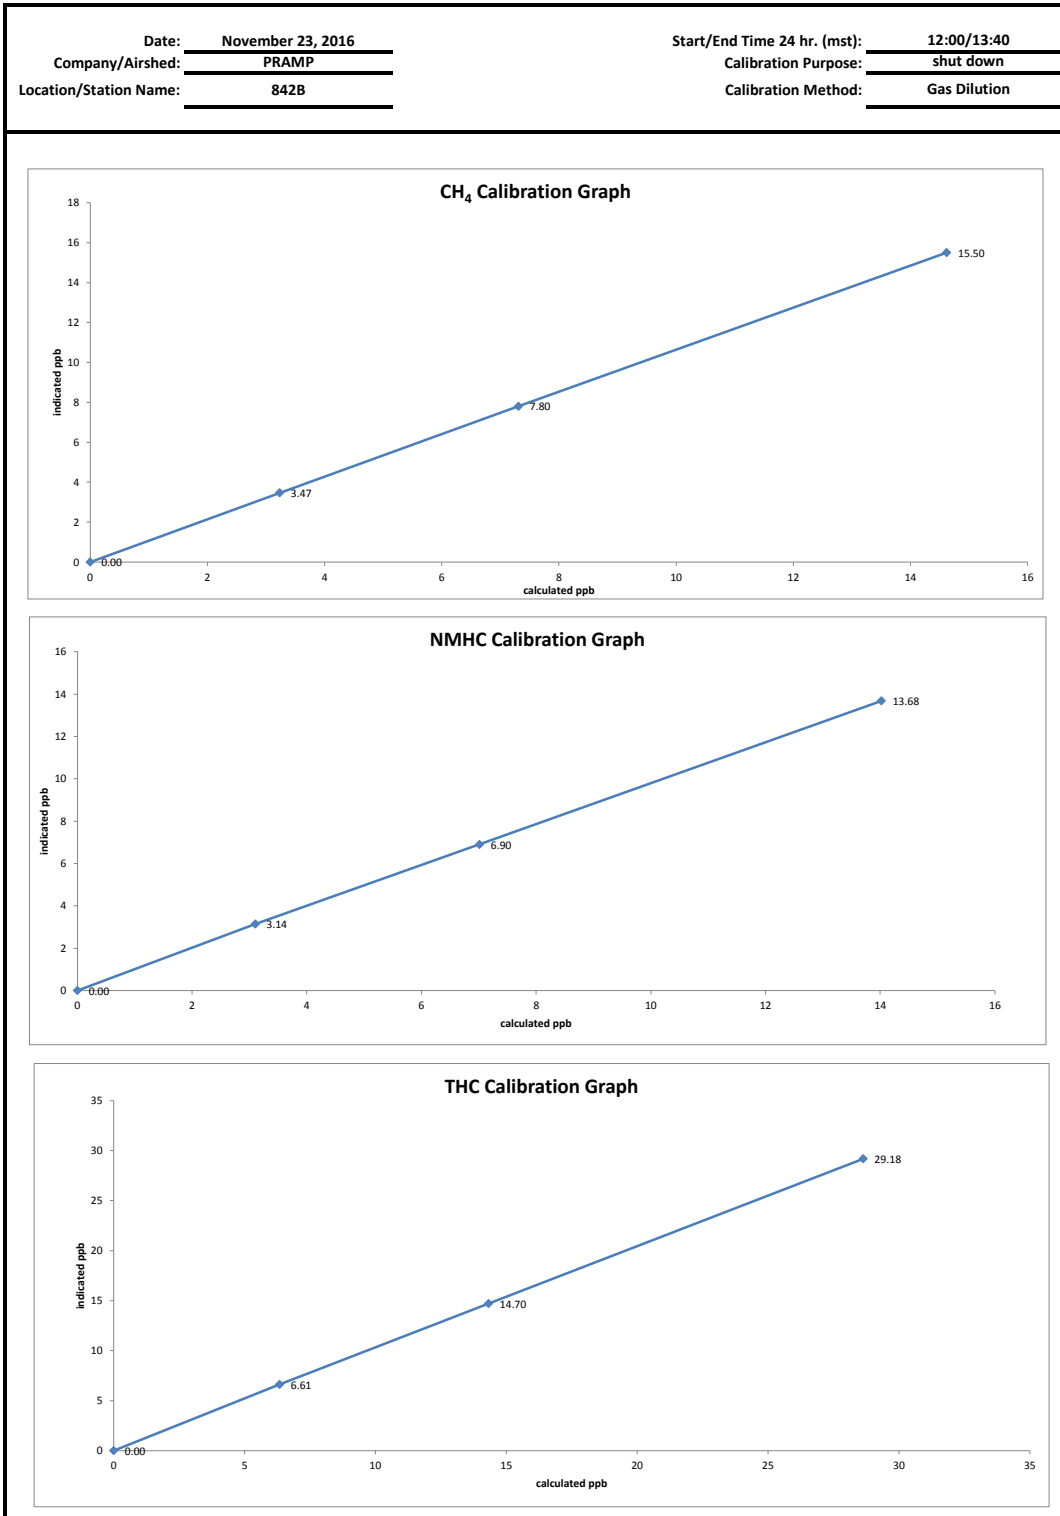 Date: November 23, 2016 Start/End Time 24 hr. (mst): 12:00/13:40
Company/Airshed: PRAMP Calibration Purpose: shut down
Location/Station Name: 842B Calibration Method: Gas Dilution
CH4 Calibration Graph
18
16
15.50
14
12
10
8
7.80
6
4
3.47
2
0
0.00
indicated ppb
0 2 4 6 8 10 12 14 16
calculated ppb
NMHC Calibration Graph
16
14
13.68
12
10
8
6.90
6
4
3.14
2
0
0.00
indicated ppb
0 2 4 6 8 10 12 14 16
calculated ppb
THC Calibration Graph
35
30
29.18
25
20
15
14.70
10
6.61
5
0
0.00
indicated ppb
0 5 10 15 20 25 30 35
calculated ppb